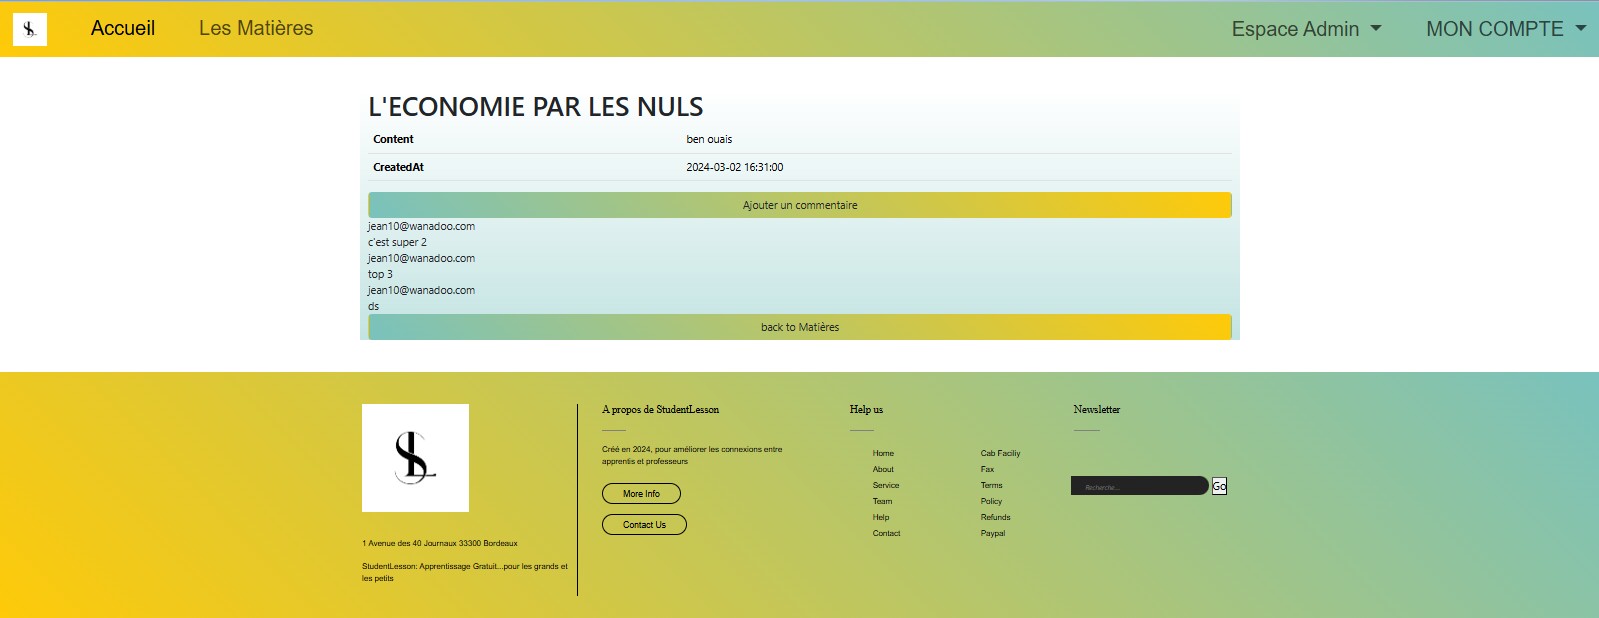 SL
Accueil
Les Matières
Espace Admin
MON COMPTE
L'ECONOMIE PAR LES NULS
Content ben ouais
CreatedAt 2024-03-02 16:31:00
Ajouter un commentaire
jean10@wanadoo.com
c'est super 2
jean10@wanadoo.com
top 3
jean10@wanadoo.com
ds
back to Matières
SL
1 Avenue des 40 Journaux 33300 Bordeaux
StudentLesson: Apprentissage Gratuit...pour les grands et
les petits
A propos de StudentLesson
Créé en 2024, pour améliorer les connexions entre
apprentis et professeurs
More Info
Contact Us
Help us
Home
About
Service
Team
Help
Contact
Cab Faciliy
Fax
Terms
Policy
Refunds
Paypal
Newsletter
Recherche...
Go